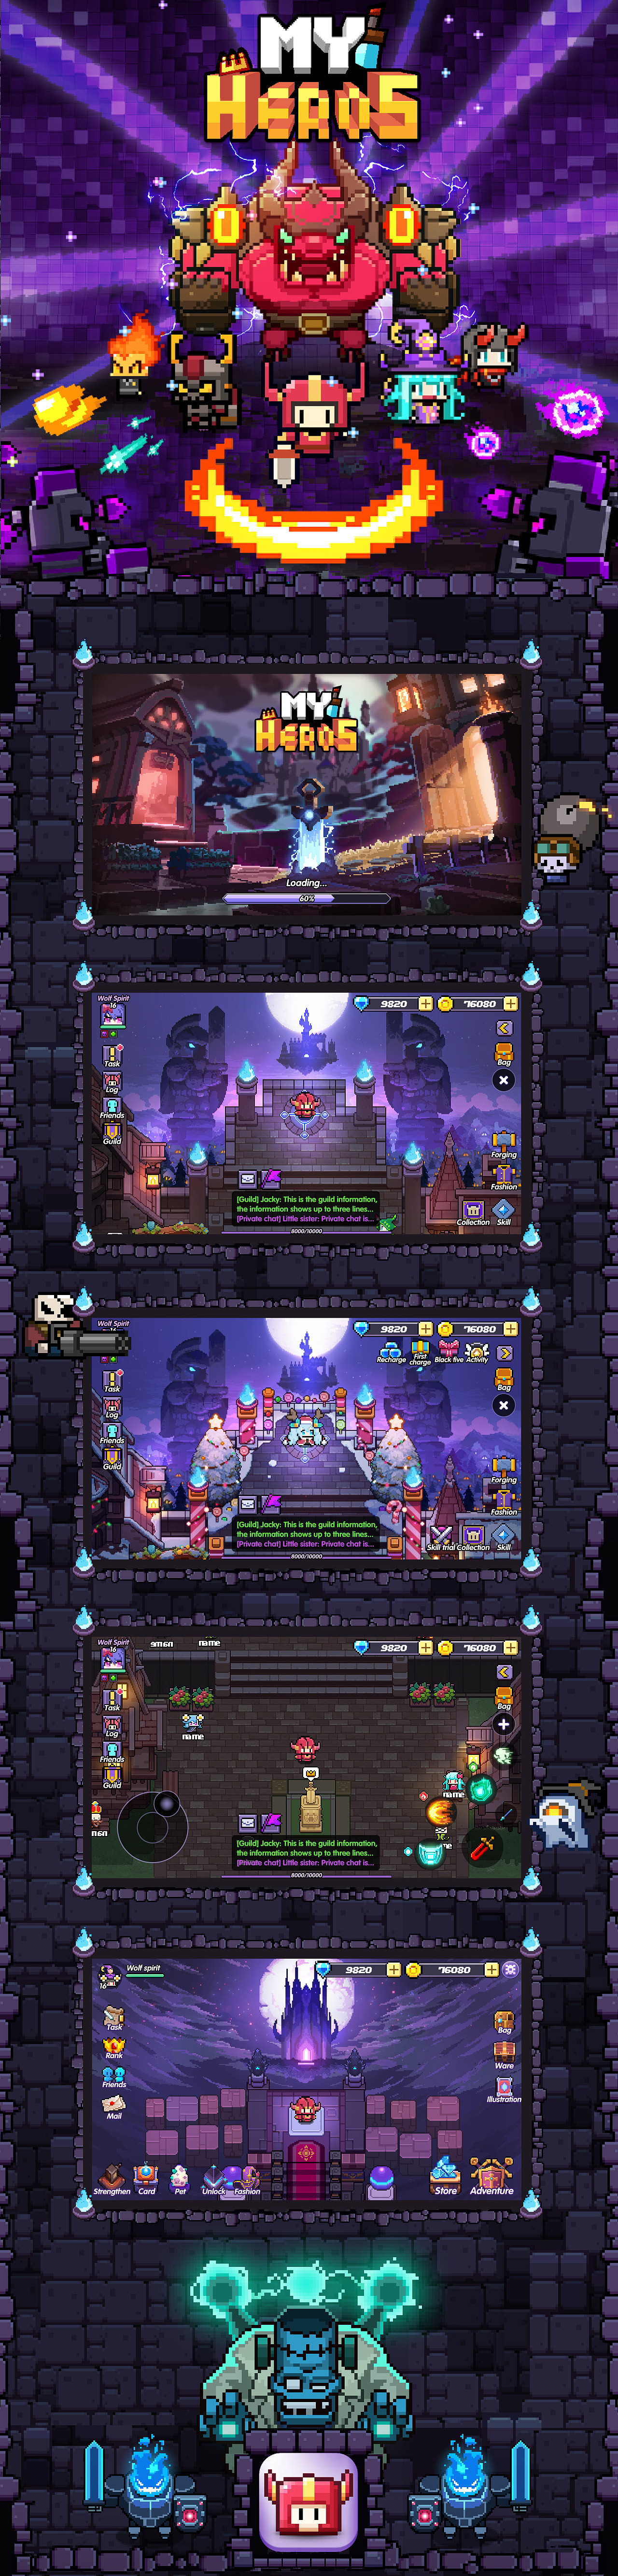 MY
HEROS
MY
HEROS
Loading...
60%
Wolf Spirit
16
9820
76080
Task
Log
Friends
Guild
Bag
Forging
Fashion
Collection
Skill
[Guild] Jacky: This is the guild information,
the information shows up to three lines...
[Private chat] Little sister: Private chat is...
8000/10000
Wolf Spirit
9820
76080
Recharge
First
charge
Black five
Activity
Task
Log
Friends
Guild
Bag
Forging
Fashion
Skill trial
Collection
Skill
[Guild] Jacky: This is the guild information,
the information shows up to three lines...
[Private chat] Little sister: Private chat is...
8000/10000
Wolf Spirit
16
name
name
9820
76080
Task
Log
Friends
Guild
Bag
name
name
[Guild] Jacky: This is the guild information,
the information shows up to three lines...
[Private chat] Little sister: Private chat is...
8000/10000
Wolf spirit
16
9820
76080
Task
Rank
Friends
Mail
Bag
Ware
Illustration
Strengthen
Card
Pet
Unlock
Fashion
Store
Adventure